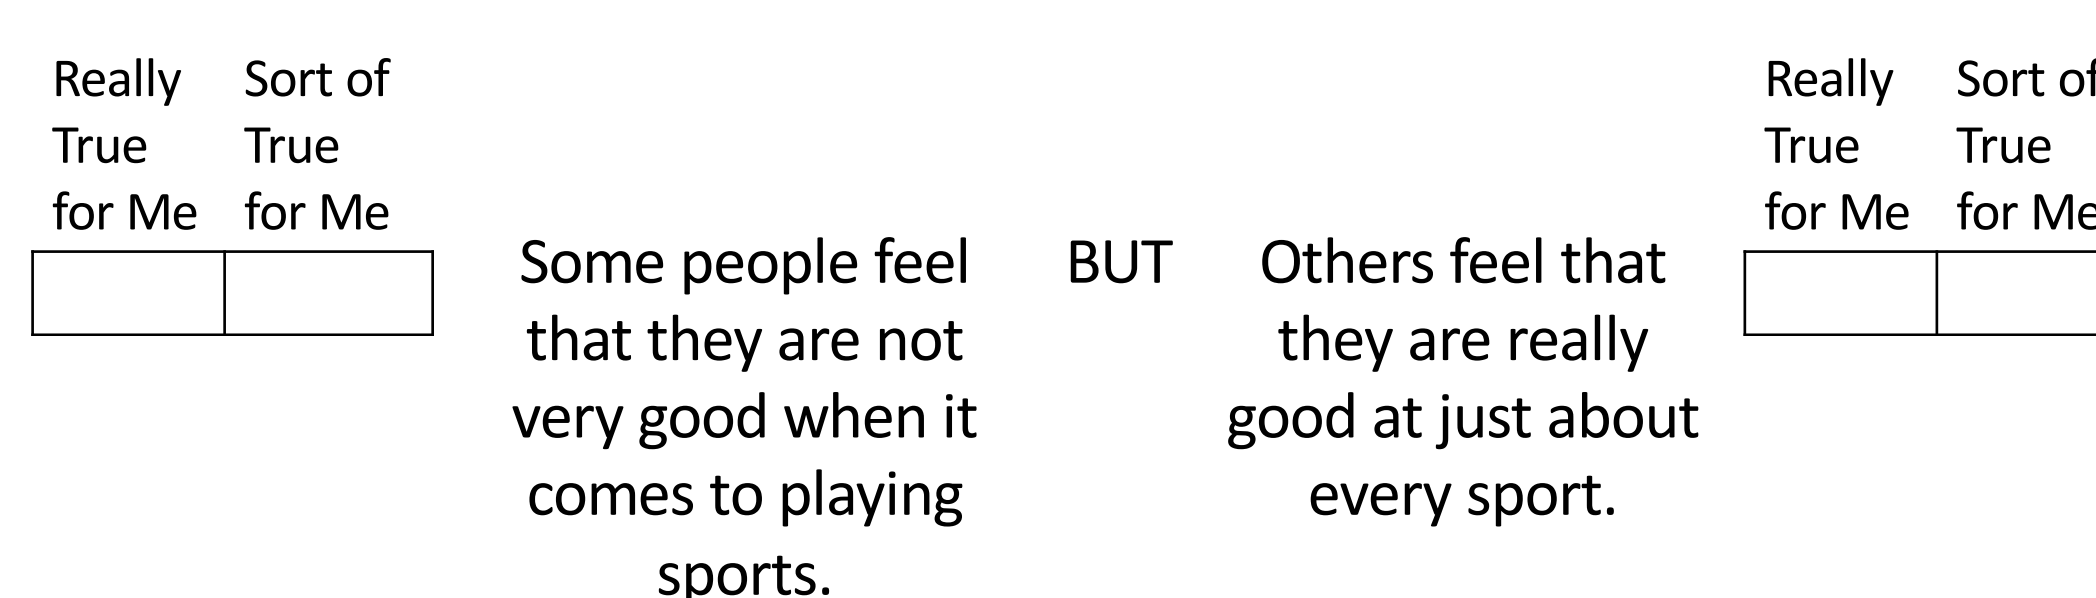 Really Sort of
True True
for Me for Me
Some people feel
that they are not
very good when it
comes to playing
sports.
BUT
Others feel that
they are really
good at just about
every sport.
Really Sort of
True True
for Me for Me